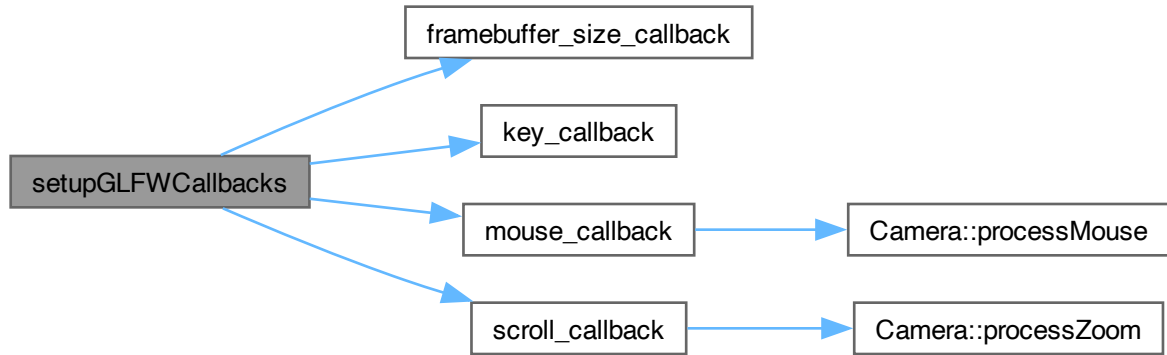 framebuffer_size_callback
key_callback
setupGLFWCallbacks
mouse_callback
Camera::processMouse
scroll_callback
Camera::processZoom